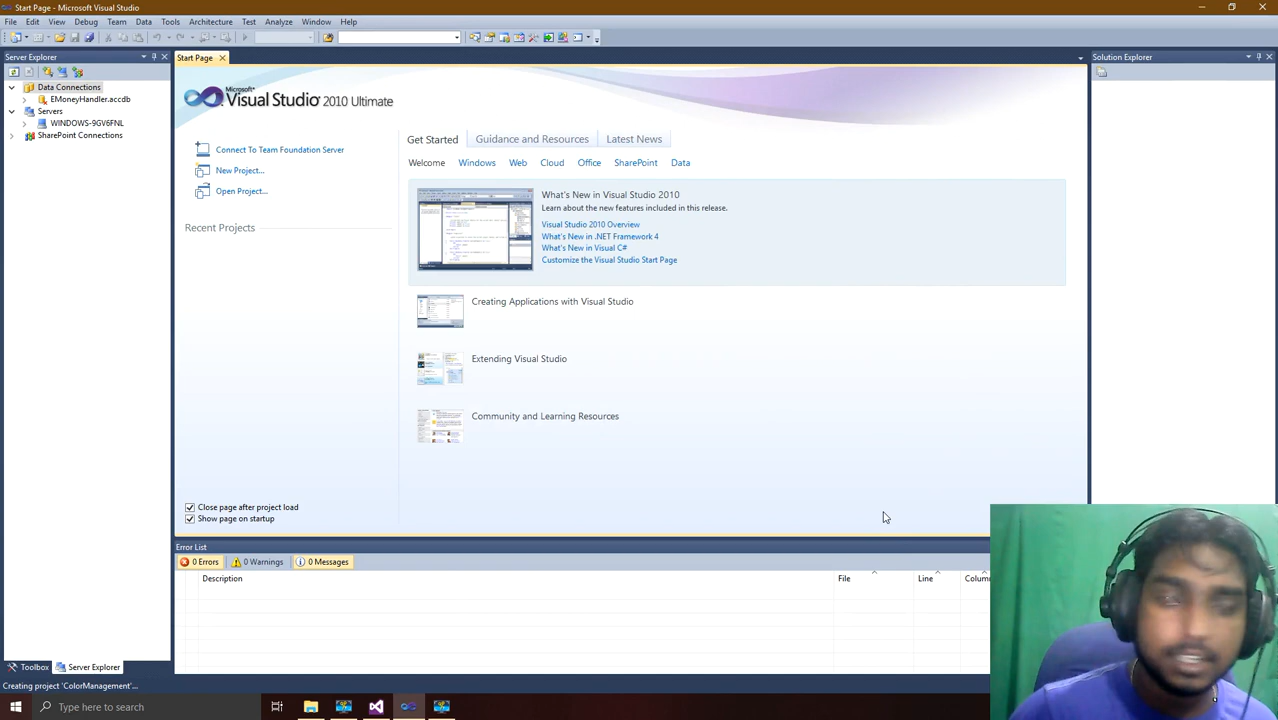 Start Page - Microsoft Visual Studio
File Edit View Debug Team Data Tools Architecture Test Analyze Window Help
Server Explorer
Data Connections
EMoneyHandler.accdb
Servers
WINDOWS-9GV6FNL
SharePoint Connections
Toolbox Server Explorer
Start Page
Microsoft
Visual Studio 2010 Ultimate
Connect To Team Foundation Server
New Project...
Open Project...
Recent Projects
Close page after project load
Show page on startup
Get Started Guidance and Resources Latest News
Welcome Windows Web Cloud Office SharePoint Data
What's New in Visual Studio 2010
Learn about the new features included in this release.
Visual Studio 2010 Overview
What's New in .NET Framework 4
What's New in Visual C#
Customize the Visual Studio Start Page
Creating Applications with Visual Studio
Extending Visual Studio
Community and Learning Resources
Solution Explorer
Error List
0 Errors 0 Warnings 0 Messages
Description File Line
Creating project 'ColorManagement'...
Type here to search